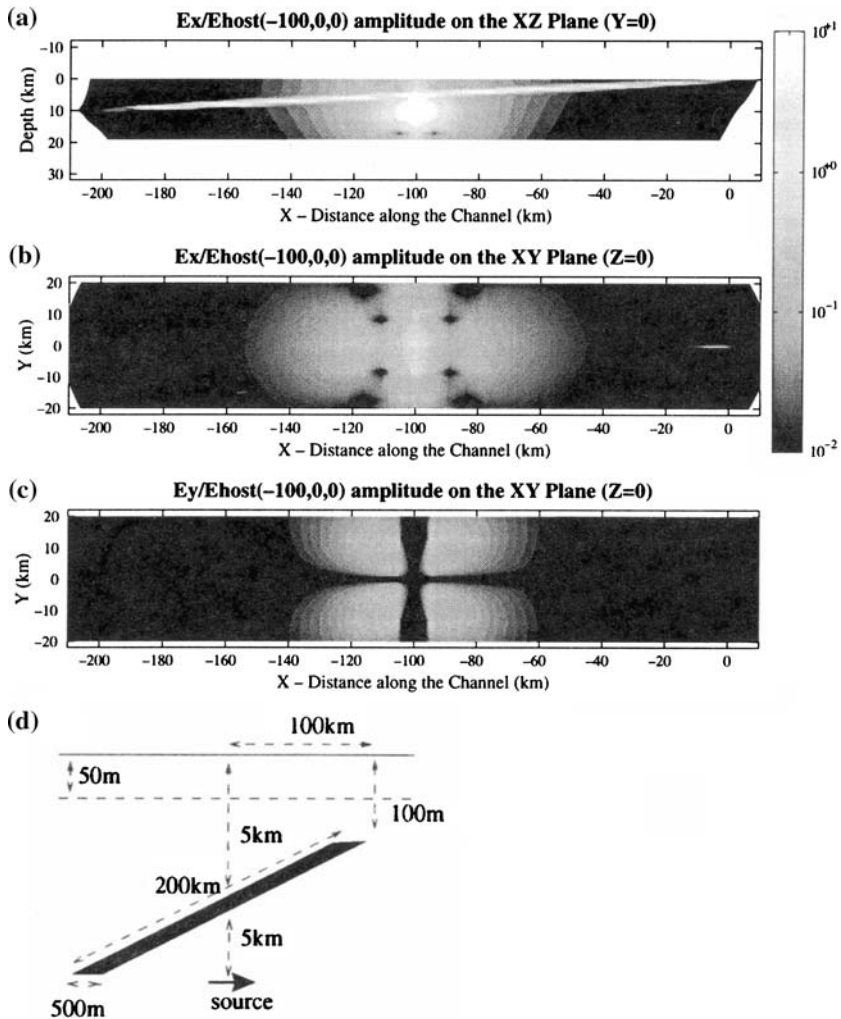 (a)
Ex/Ehost(-100,0,0) amplitude on the XZ Plane (Y=0)
-10
0
10
20
30
Depth (km)
-200 -180 -160 -140 -120 -100 -80 -60 -40 -20 0
X - Distance along the Channel (km)
10+1
10+0
10-1
10-2
(b)
Ex/Ehost(-100,0,0) amplitude on the XY Plane (Z=0)
20
10
0
-10
-20
Y (km)
-200 -180 -160 -140 -120 -100 -80 -60 -40 -20 0
X - Distance along the Channel (km)
(c)
Ey/Ehost(-100,0,0) amplitude on the XY Plane (Z=0)
20
10
0
-10
-20
Y (km)
-200 -180 -160 -140 -120 -100 -80 -60 -40 -20 0
X - Distance along the Channel (km)
(d)
100km
50m
100m
5km
200km
5km
500m
source